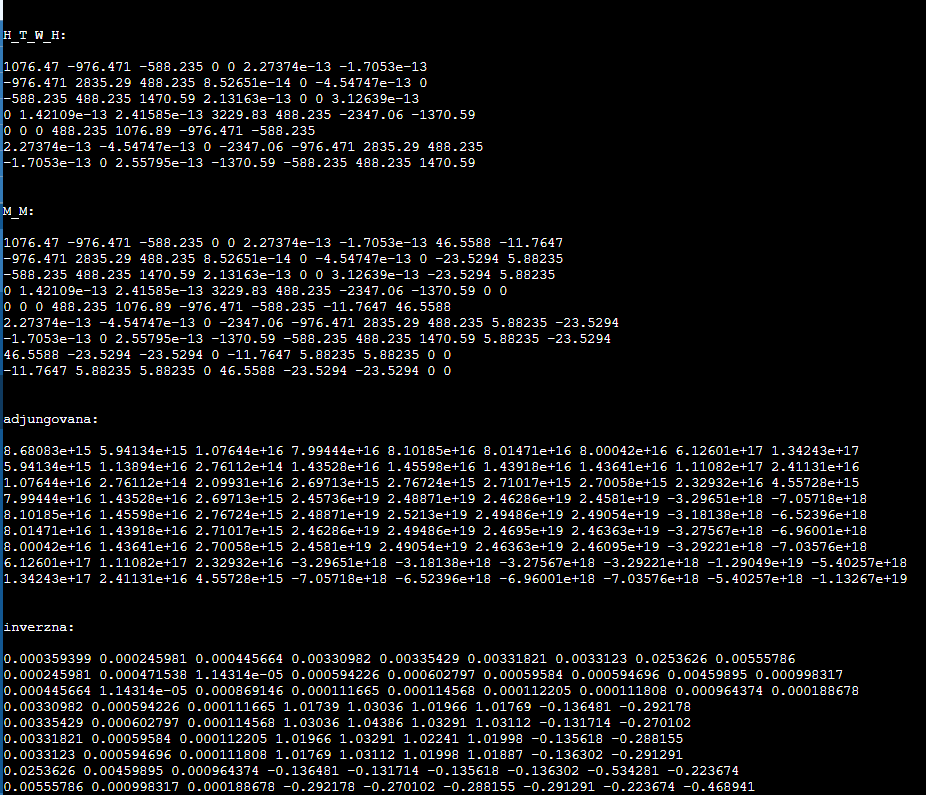 H_T_W_H:
1076.47 -976.471 -588.235 0 0 2.27374e-13 -1.7053e-13
-976.471 2835.29 488.235 8.52651e-14 0 -4.54747e-13 0
-588.235 488.235 1470.59 2.13163e-13 0 0 3.12639e-13
0 1.42109e-13 2.41585e-13 3229.83 488.235 -2347.06 -1370.59
0 0 0 488.235 1076.89 -976.471 -588.235
2.27374e-13 -4.54747e-13 0 -2347.06 -976.471 2835.29 488.235
-1.7053e-13 0 2.55795e-13 -1370.59 -588.235 488.235 1470.59
M_M:
1076.47 -976.471 -588.235 0 0 2.27374e-13 -1.7053e-13 46.5588 -11.7647
-976.471 2835.29 488.235 8.52651e-14 0 -4.54747e-13 0 -23.5294 5.88235
-588.235 488.235 1470.59 2.13163e-13 0 0 3.12639e-13 -23.5294 5.88235
0 1.42109e-13 2.41585e-13 3229.83 488.235 -2347.06 -1370.59 0 0
0 0 0 488.235 1076.89 -976.471 -588.235 -11.7647 46.5588
2.27374e-13 -4.54747e-13 0 -2347.06 -976.471 2835.29 488.235 5.88235 -23.5294
-1.7053e-13 0 2.55795e-13 -1370.59 -588.235 488.235 1470.59 5.88235 -23.5294
46.5588 -23.5294 -23.5294 0 -11.7647 5.88235 5.88235 0 0
-11.7647 5.88235 5.88235 0 46.5588 -23.5294 -23.5294 0 0
adjungovana:
8.68083e+15 5.94134e+15 1.07644e+16 7.99444e+16 8.10185e+16 8.01471e+16 8.00042e+16 6.12601e+17 1.34243e+17
5.94134e+15 1.13894e+16 2.76112e+14 1.43528e+16 1.45598e+16 1.43918e+16 1.43641e+16 1.11082e+17 2.41131e+16
1.07644e+16 2.76112e+14 2.09931e+16 2.69713e+15 2.76724e+15 2.71017e+15 2.70058e+15 2.32932e+16 4.55728e+15
7.99444e+16 1.43528e+16 2.69713e+15 2.45736e+19 2.48871e+19 2.46286e+19 2.4581e+19 -3.29651e+18 -7.05718e+18
8.10185e+16 1.45598e+16 2.76724e+15 2.48871e+19 2.5213e+19 2.49486e+19 2.49054e+19 -3.18138e+18 -6.52396e+18
8.01471e+16 1.43918e+16 2.71017e+15 2.46286e+19 2.49486e+19 2.4695e+19 2.46363e+19 -3.27567e+18 -6.96001e+18
8.00042e+16 1.43641e+16 2.70058e+15 2.4581e+19 2.49054e+19 2.46363e+19 2.46095e+19 -3.29221e+18 -7.03576e+18
6.12601e+17 1.11082e+17 2.32932e+16 -3.29651e+18 -3.18138e+18 -3.27567e+18 -3.29221e+18 -1.29049e+19 -5.40257e+18
1.34243e+17 2.41131e+16 4.55728e+15 -7.05718e+18 -6.52396e+18 -6.96001e+18 -7.03576e+18 -5.40257e+18 -1.13267e+19
inverzna:
0.000359399 0.000245981 0.000445664 0.00330982 0.00335429 0.00331821 0.0033123 0.0253626 0.00555786
0.000245981 0.000471538 1.14314e-05 0.000594226 0.000602797 0.00059584 0.000594696 0.00459895 0.000998317
0.000445664 1.14314e-05 0.000869146 0.000111665 0.000114568 0.000112205 0.000111808 0.000964374 0.000188678
0.00330982 0.000594226 0.000111665 1.01739 1.03036 1.01966 1.01769 -0.136481 -0.292178
0.00335429 0.000602797 0.000114568 1.03036 1.04386 1.03291 1.03112 -0.131714 -0.270102
0.00331821 0.00059584 0.000112205 1.01966 1.03291 1.02241 1.01998 -0.135618 -0.288155
0.0033123 0.000594696 0.000111808 1.01769 1.03112 1.01998 1.01887 -0.136302 -0.291291
0.0253626 0.00459895 0.000964374 -0.136481 -0.131714 -0.135618 -0.136302 -0.534281 -0.223674
0.00555786 0.000998317 0.000188678 -0.292178 -0.270102 -0.288155 -0.291291 -0.223674 -0.468941